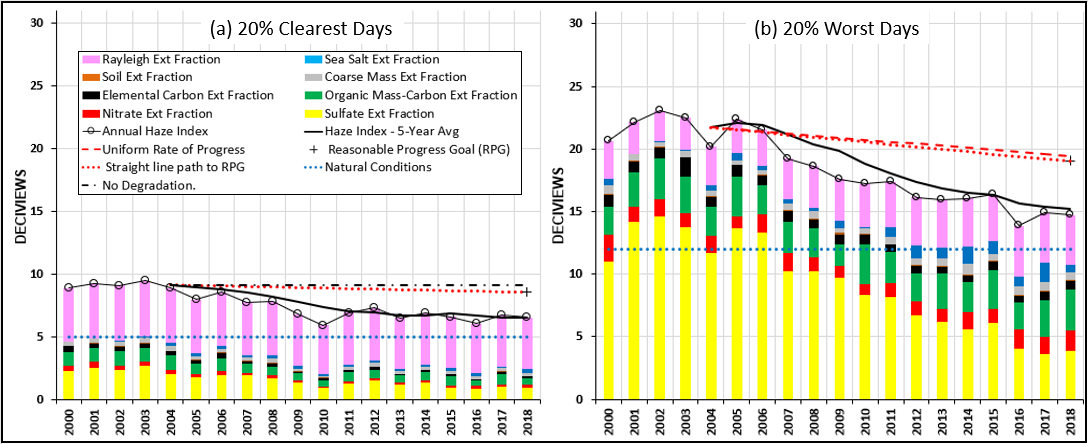 (a) 20% Clearest Days
(b) 20% Worst Days
DECIVIEWS
30
25
20
15
10
5
0
Rayleigh Ext Fraction
Sea Salt Ext Fraction
Soil Ext Fraction
Coarse Mass Ext Fraction
Elemental Carbon Ext Fraction
Organic Mass-Carbon Ext Fraction
Nitrate Ext Fraction
Sulfate Ext Fraction
Annual Haze Index
Haze Index - 5-Year Avg
Uniform Rate of Progress
Reasonable Progress Goal (RPG)
Straight line path to RPG
Natural Conditions
No Degradation.
2000 2001 2002 2003 2004 2005 2006 2007 2008 2009 2010 2011 2012 2013 2014 2015 2016 2017 2018
DECIVIEWS
30
25
20
15
10
5
0
2000 2001 2002 2003 2004 2005 2006 2007 2008 2009 2010 2011 2012 2013 2014 2015 2016 2017 2018